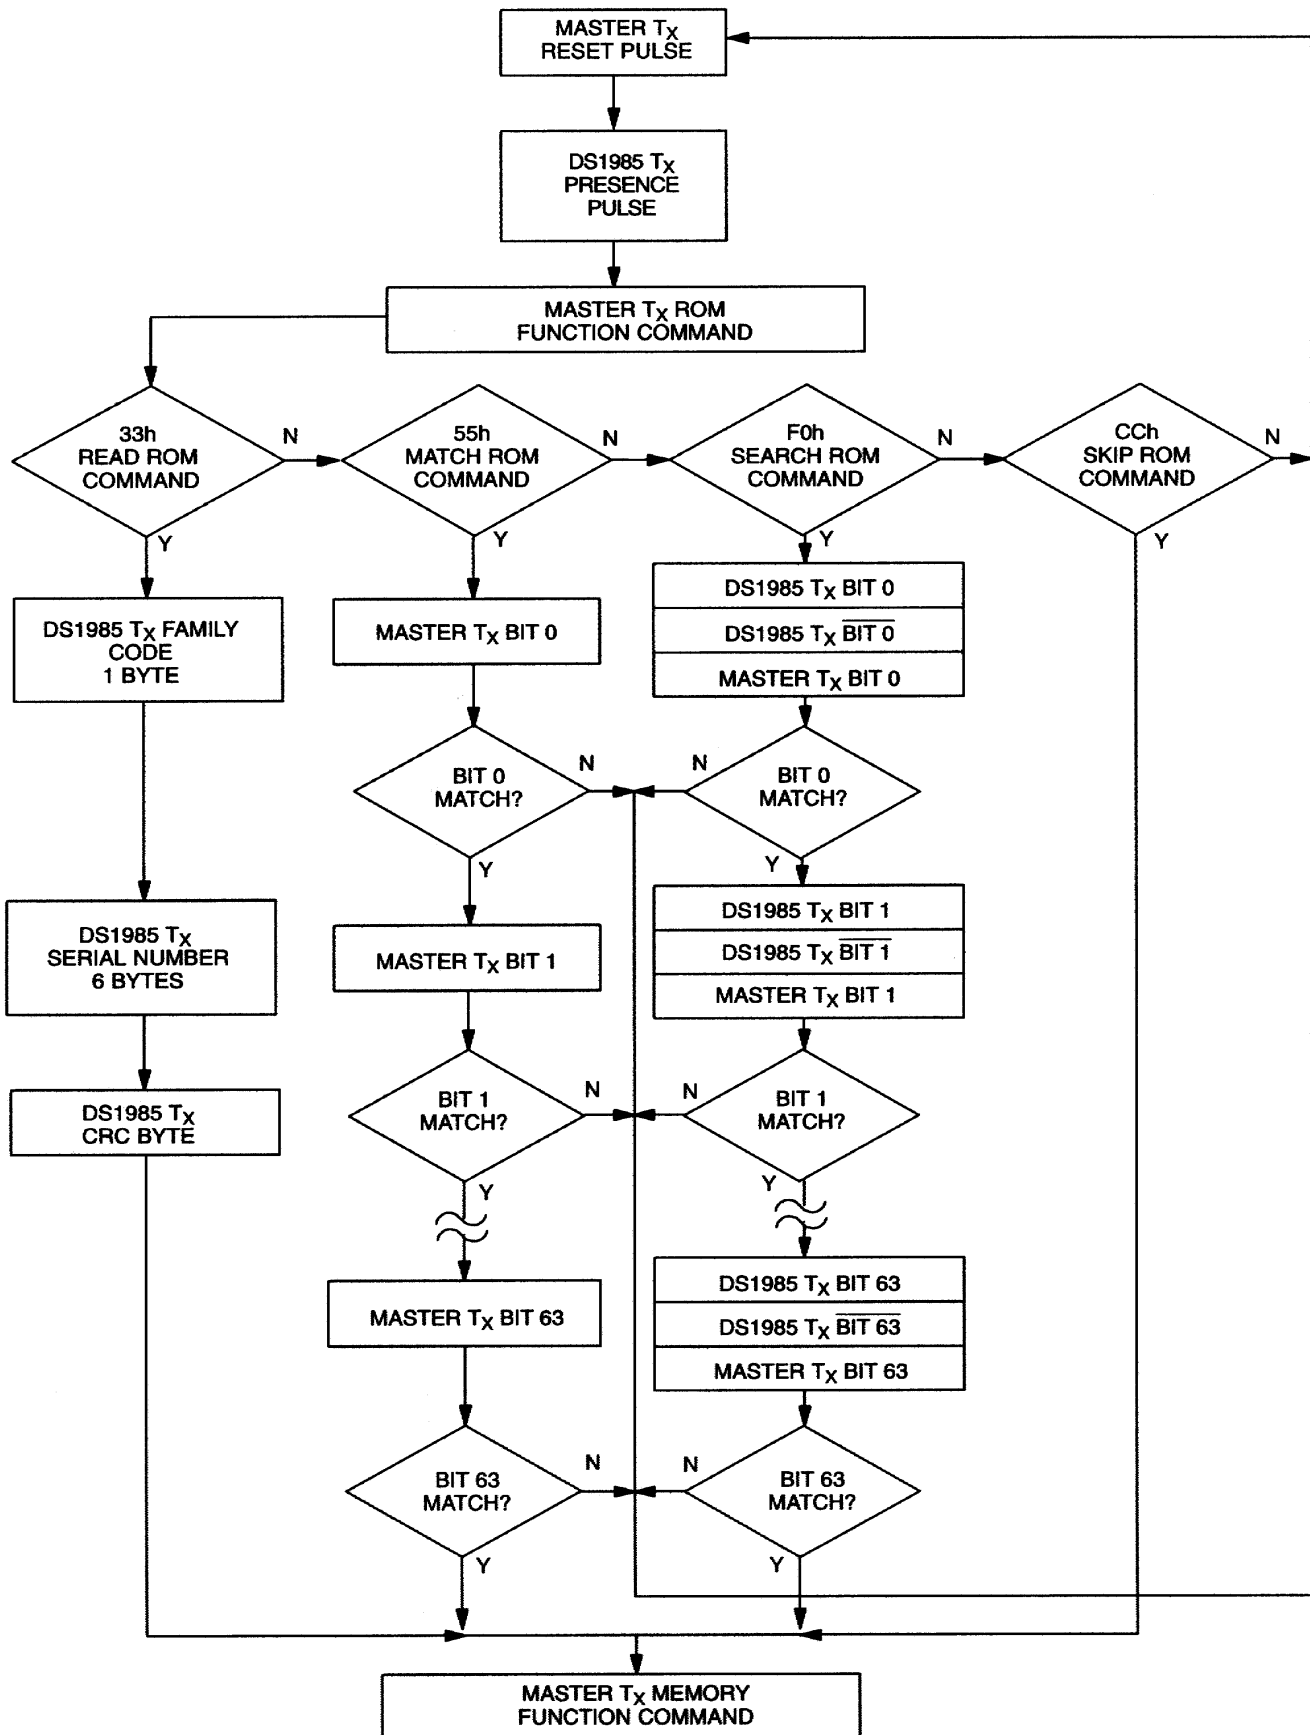 MASTER TX
RESET PULSE
DS1985 TX
PRESENCE
PULSE
MASTER TX ROM
FUNCTION COMMAND
33h
READ ROM
COMMAND
N
Y
55h
MATCH ROM
COMMAND
N
Y
F0h
SEARCH ROM
COMMAND
N
Y
CCh
SKIP ROM
COMMAND
N
Y
DS1985 TX FAMILY
CODE
1 BYTE
DS1985 TX
SERIAL NUMBER
6 BYTES
DS1985 TX
CRC BYTE
MASTER TX BIT 0
BIT 0
MATCH?
N
Y
MASTER TX BIT 1
BIT 1
MATCH?
N
Y
MASTER TX BIT 63
BIT 63
MATCH?
N
Y
DS1985 TX BIT 0
DS1985 TX BIT 0
MASTER TX BIT 0
N
BIT 0
MATCH?
Y
DS1985 TX BIT 1
DS1985 TX BIT 1
MASTER TX BIT 1
N
BIT 1
MATCH?
Y
DS1985 TX BIT 63
DS1985 TX BIT 63
MASTER TX BIT 63
N
BIT 63
MATCH?
Y
MASTER TX MEMORY
FUNCTION COMMAND